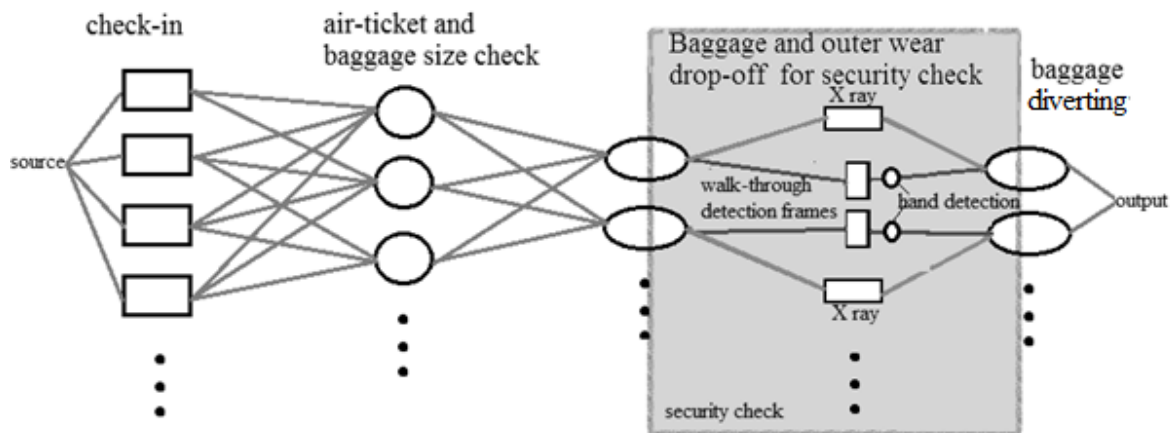 check-in
air-ticket and
baggage size check
Baggage and outer wear
drop-off for security check
baggage
diverting
X ray
source
walk-through
detection frames
hand detection
output
X ray
security check